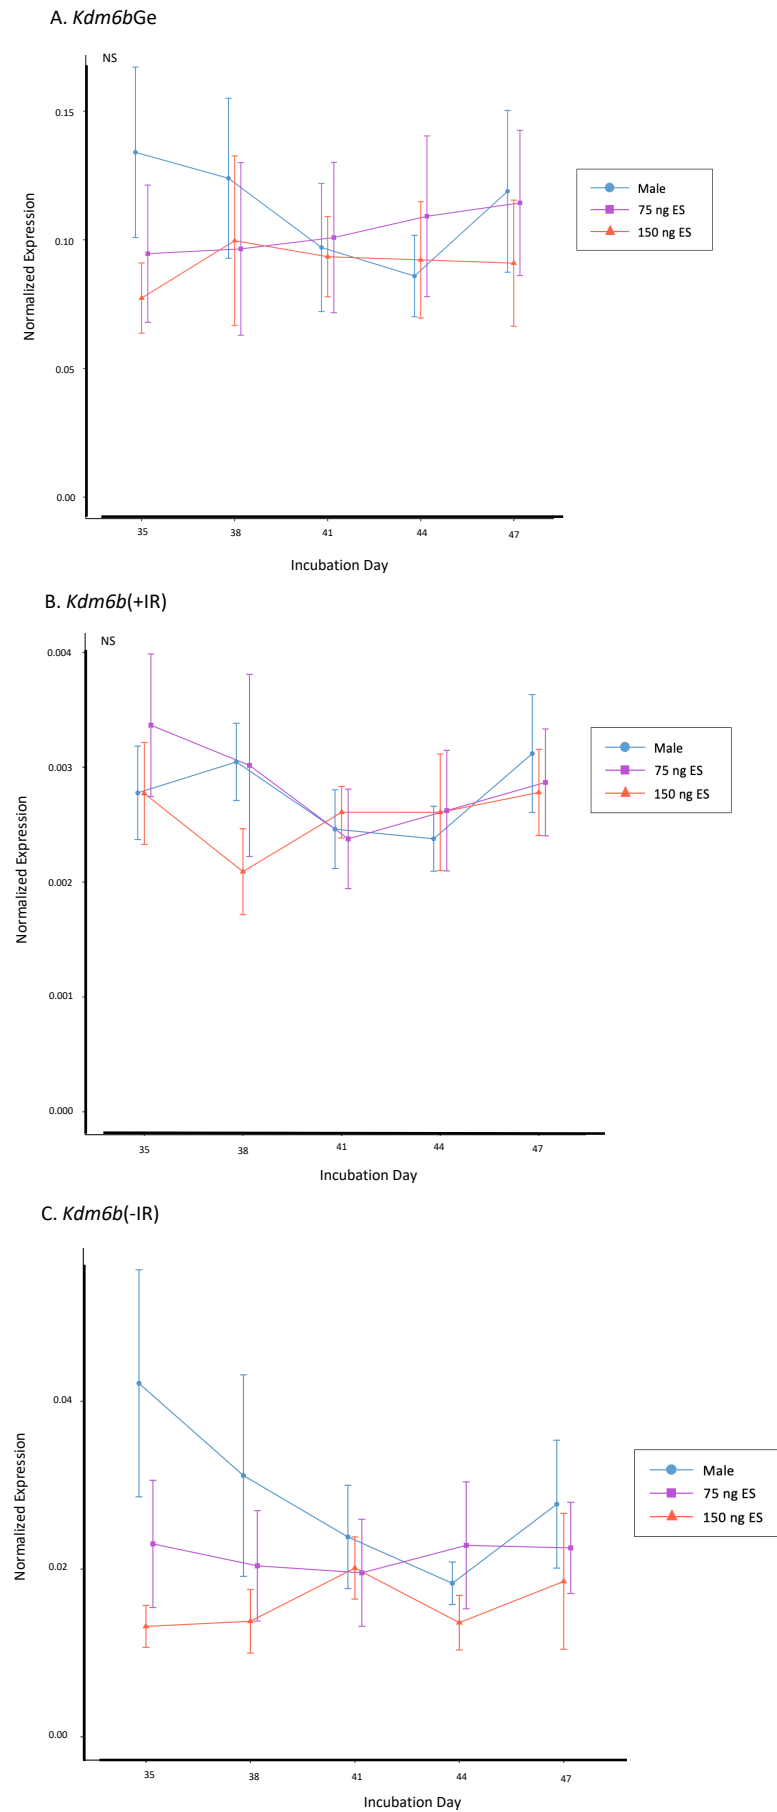 A. Kdm6bGe
NS
0.15
0.10
0.05
0.00
Normalized Expression
35 38 41 44 47
Incubation Day
Male
75 ng ES
150 ng ES
B. Kdm6b(+IR)
NS
0.004
0.003
0.002
0.001
0.000
Normalized Expression
35 38 41 44 47
Incubation Day
Male
75 ng ES
150 ng ES
C. Kdm6b(-IR)
0.04
0.02
0.00
Normalized Expression
35 38 41 44 47
Incubation Day
Male
75 ng ES
150 ng ES